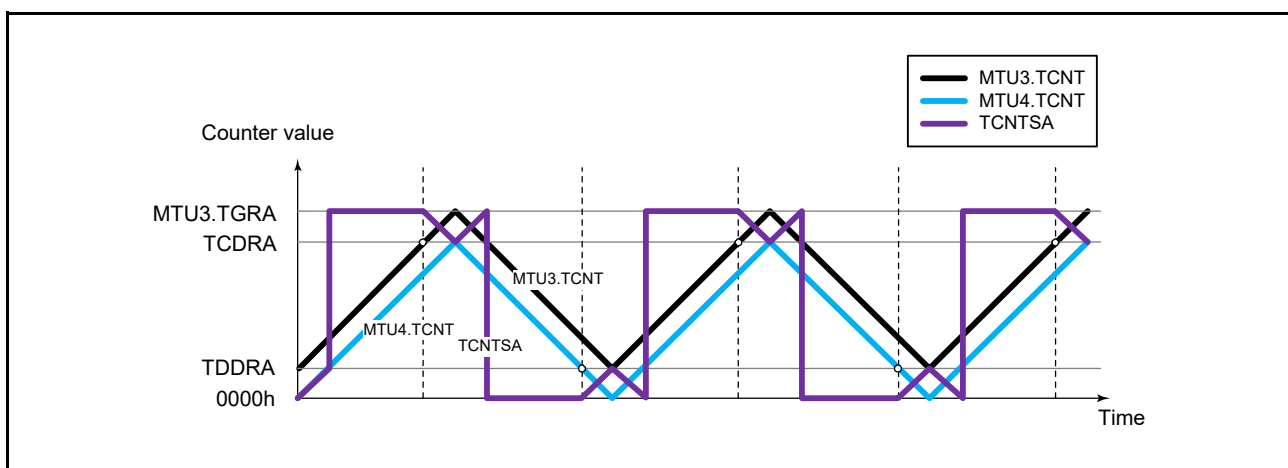 MTU3.TCNT
MTU4.TCNT
TCNTSA
Counter value
MTU3.TGRA
TCDRA
MTU3.TCNT
MTU4.TCNT
TCNTSA
TDDRA
0000h
Time